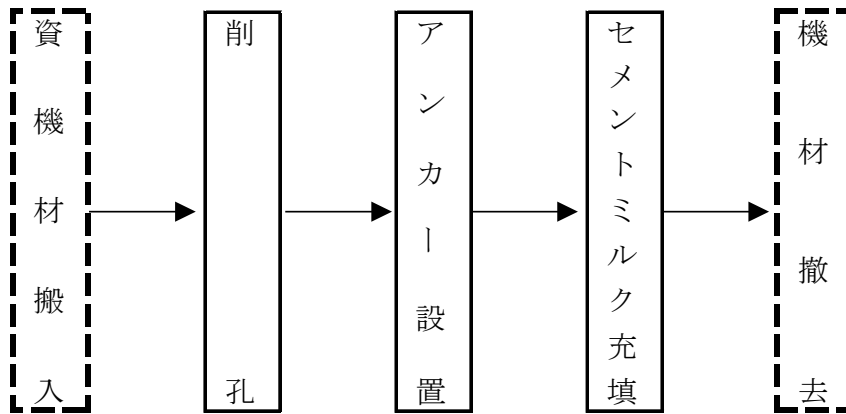 資機材搬入
削孔
アンカー設置
セメントミルク充填
機材撤去